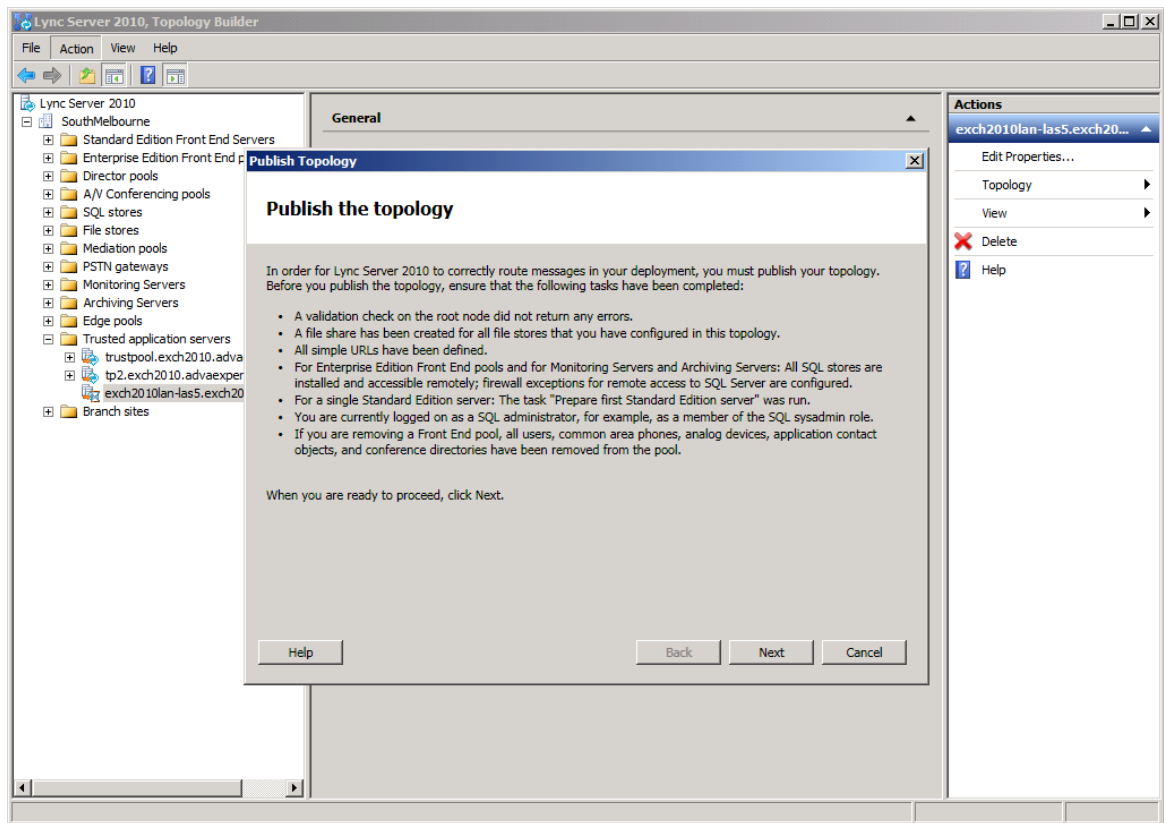 Lync Server 2010, Topology Builder
File Action View Help
Lync Server 2010
SouthMelbourne
Standard Edition Front End Servers
Enterprise Edition Front End p
Director pools
A/V Conferencing pools
SQL stores
File stores
Mediation pools
PSTN gateways
Monitoring Servers
Archiving Servers
Edge pools
Trusted application servers
trustpool.exch2010.adva
tp2.exch2010.advaexper
exch2010lan-las5.exch20
Branch sites
General
Publish Topology
Publish the topology
In order for Lync Server 2010 to correctly route messages in your deployment, you must publish your topology.
Before you publish the topology, ensure that the following tasks have been completed:
• A validation check on the root node did not return any errors.
• A file share has been created for all file stores that you have configured in this topology.
• All simple URLs have been defined.
• For Enterprise Edition Front End pools and for Monitoring Servers and Archiving Servers: All SQL stores are
installed and accessible remotely; firewall exceptions for remote access to SQL Server are configured.
• For a single Standard Edition server: The task "Prepare first Standard Edition server" was run.
• You are currently logged on as a SQL administrator, for example, as a member of the SQL sysadmin role.
• If you are removing a Front End pool, all users, common area phones, analog devices, application contact
objects, and conference directories have been removed from the pool.
When you are ready to proceed, click Next.
Help Back Next Cancel
Actions
exch2010lan-las5.exch20...
Edit Properties...
Topology
View
Delete
Help